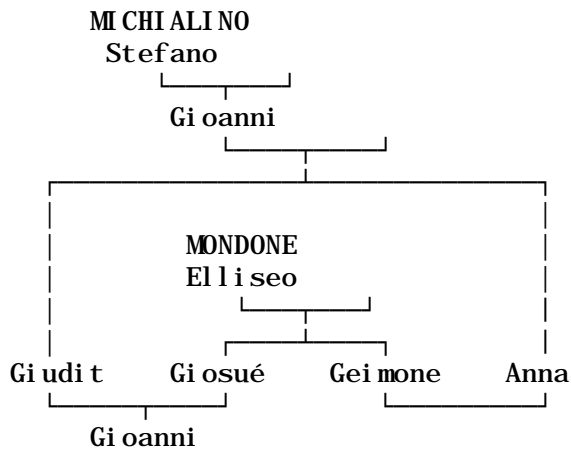 MICHIALINO
Stefano
Gioanni
MONDONE
Elliseo
Giudit Giosué Geimone Anna
Gioanni